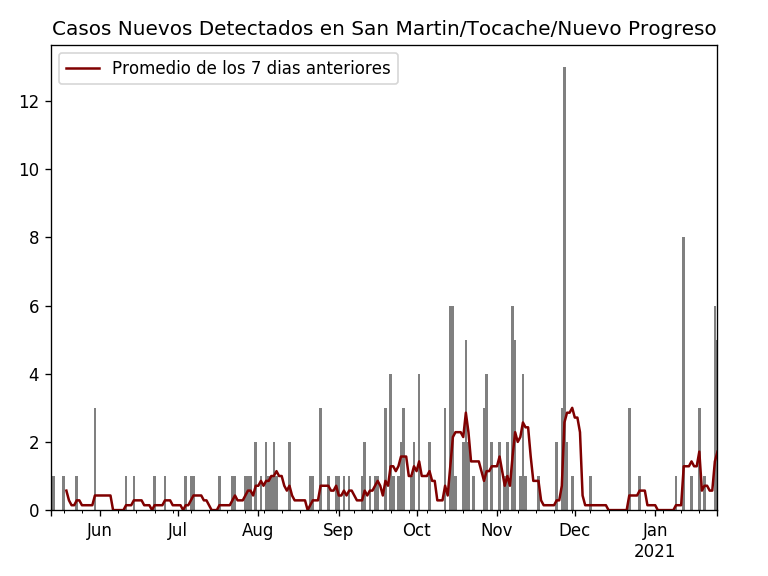 Casos Nuevos Detectados en San Martin/Tocache/Nuevo Progreso
Promedio de los 7 dias anteriores
12
10
8
6
4
2
0
Jun Jul Aug Sep Oct Nov Dec Jan
2021